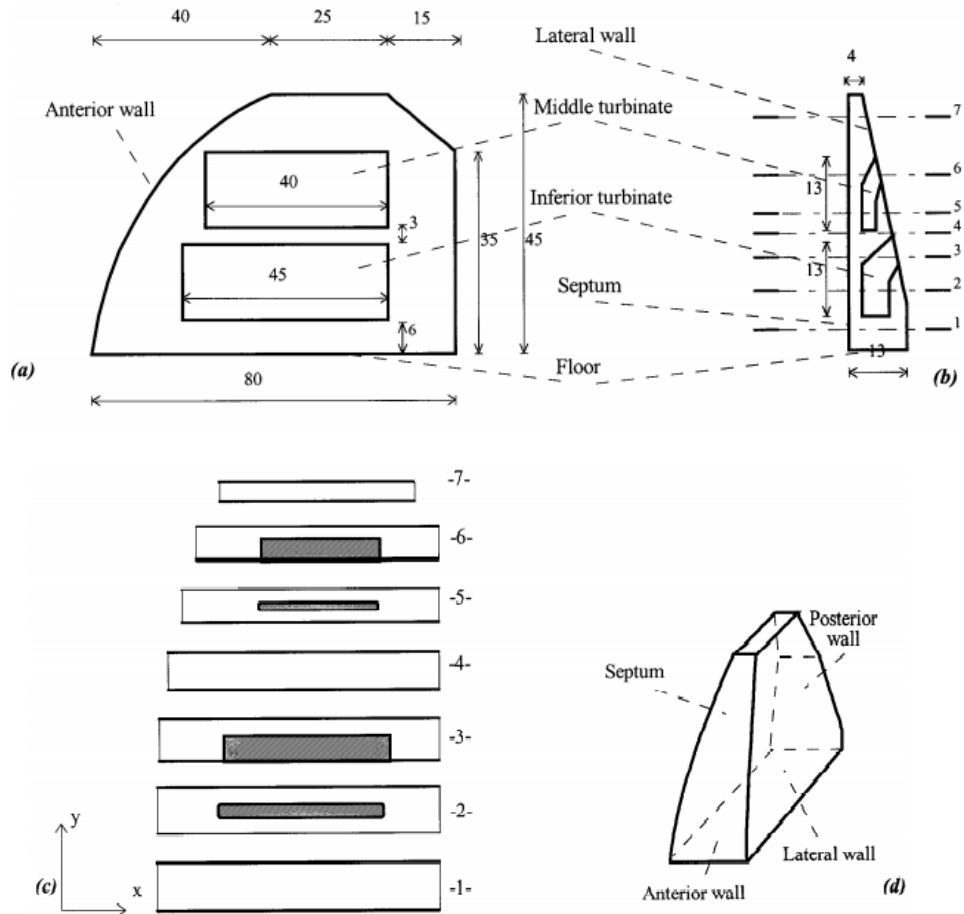 40
25
15
Lateral wall
4
Anterior wall
Middle turbinate
7
40
13
6
Inferior turbinate
3
35
45
5
4
45
Septum
13
3
2
6
1
(a)
Floor
13
(b)
80
-7-
-6-
-5-
Septum
Posterior
wall
-4-
-3-
-2-
y
x
-1-
(c)
Lateral wall
Anterior wall
(d)